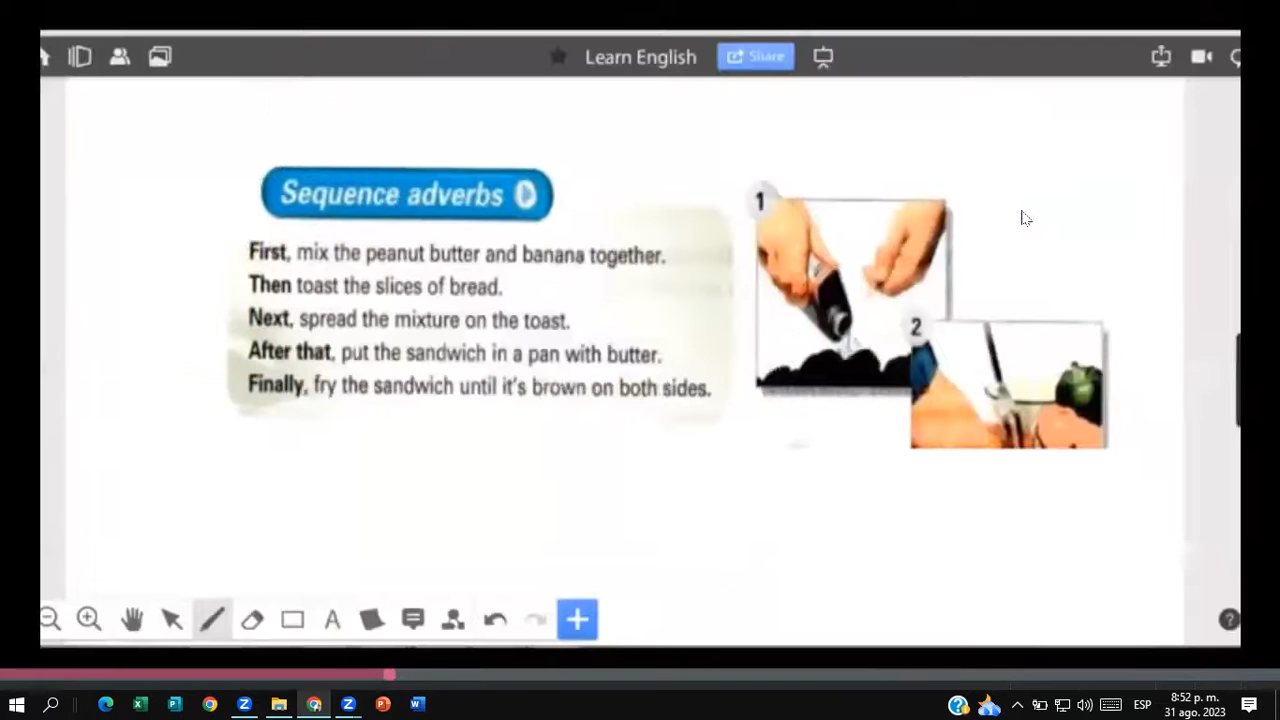 Learn English
Share
Sequence adverbs
First, mix the peanut butter and banana together.
Then toast the slices of bread.
Next, spread the mixture on the toast.
After that, put the sandwich in a pan with butter.
Finally, fry the sandwich until it's brown on both sides.
1
2
ESP
8:52 p. m.
31 ago. 2023